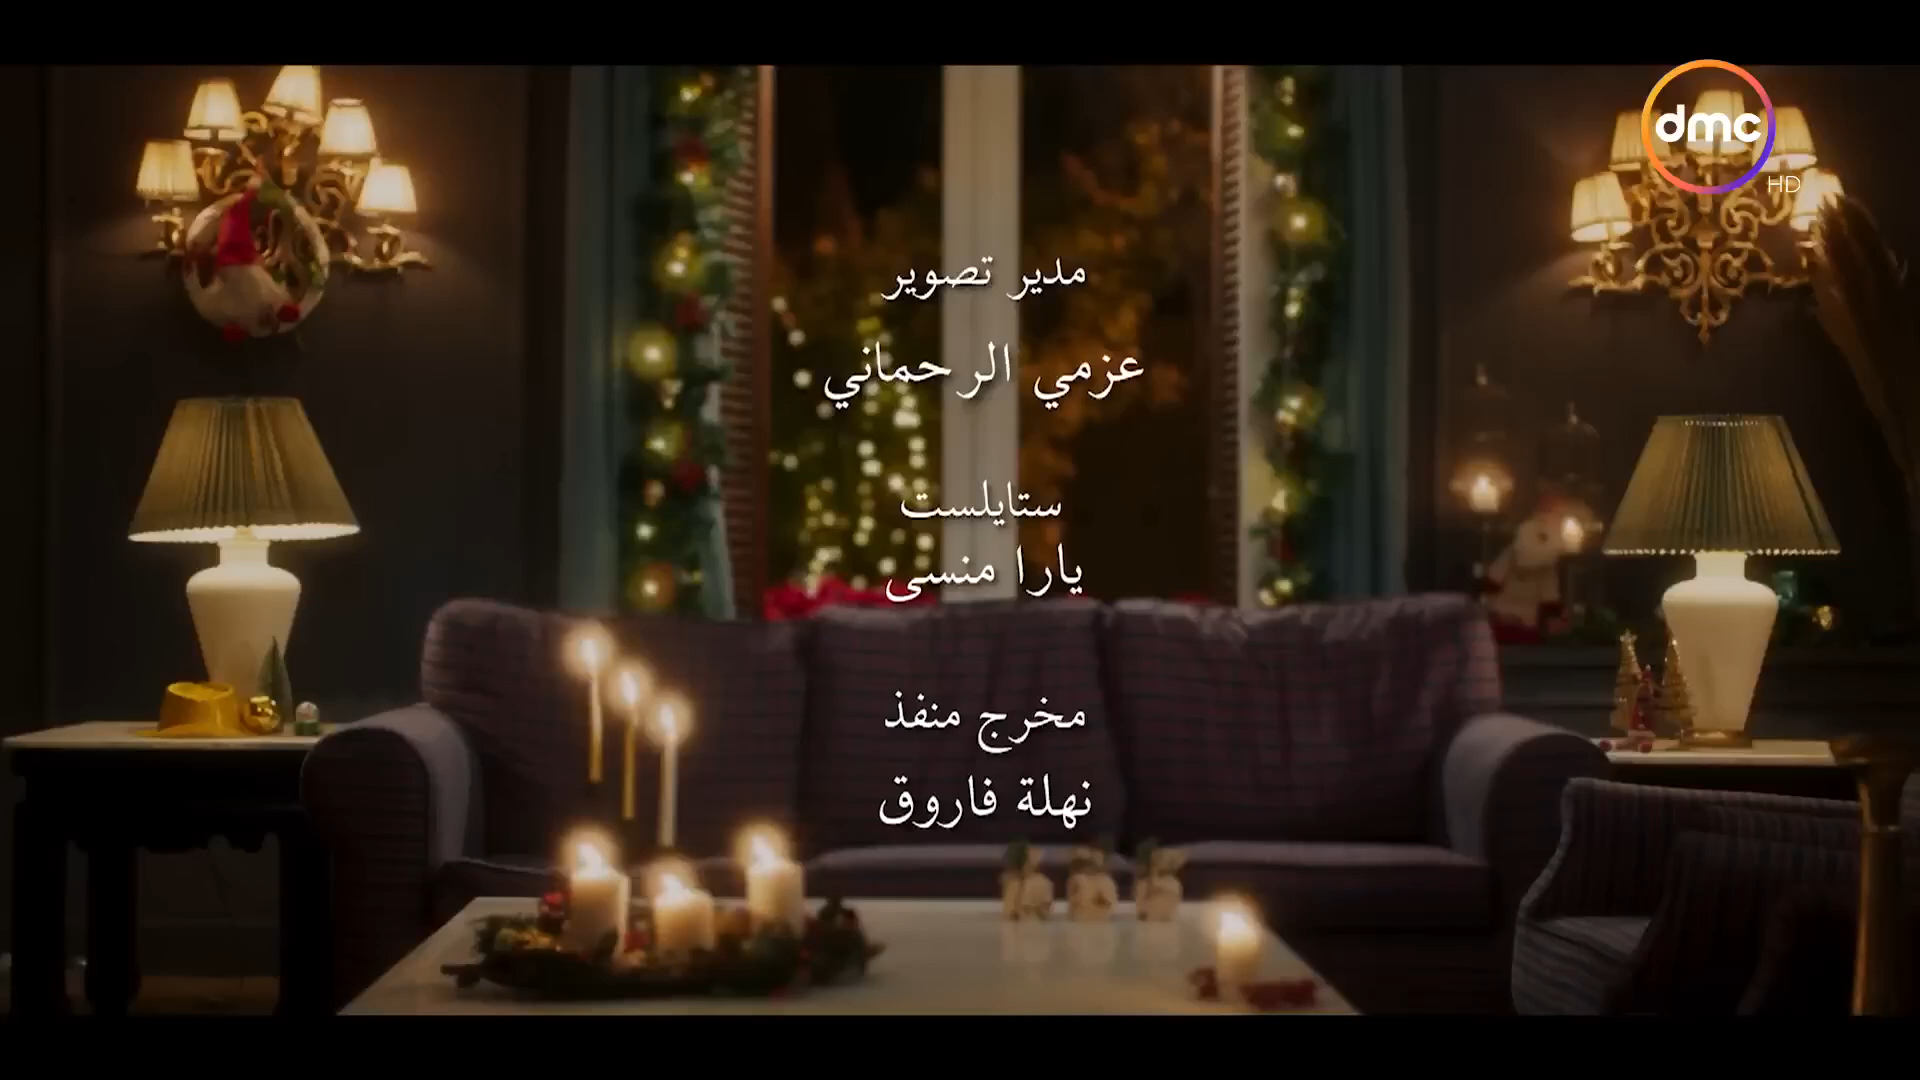 dmc
HD
مدير تصوير
عزمي الرحماني
ستايلست
يارا منسى
مخرج منفذ
نهلة فاروق